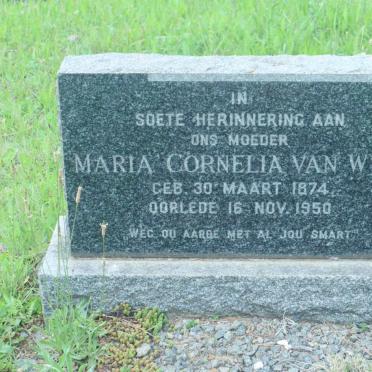 IN
SOETE HERINNERING AAN
ONS MOEDER
MARIA CORNELIA VAN W
GEB. 30 MAART 1874.
OORLEDE 16 NOV. 1950
"WEG OU AARDE MET AL JOU SMART"